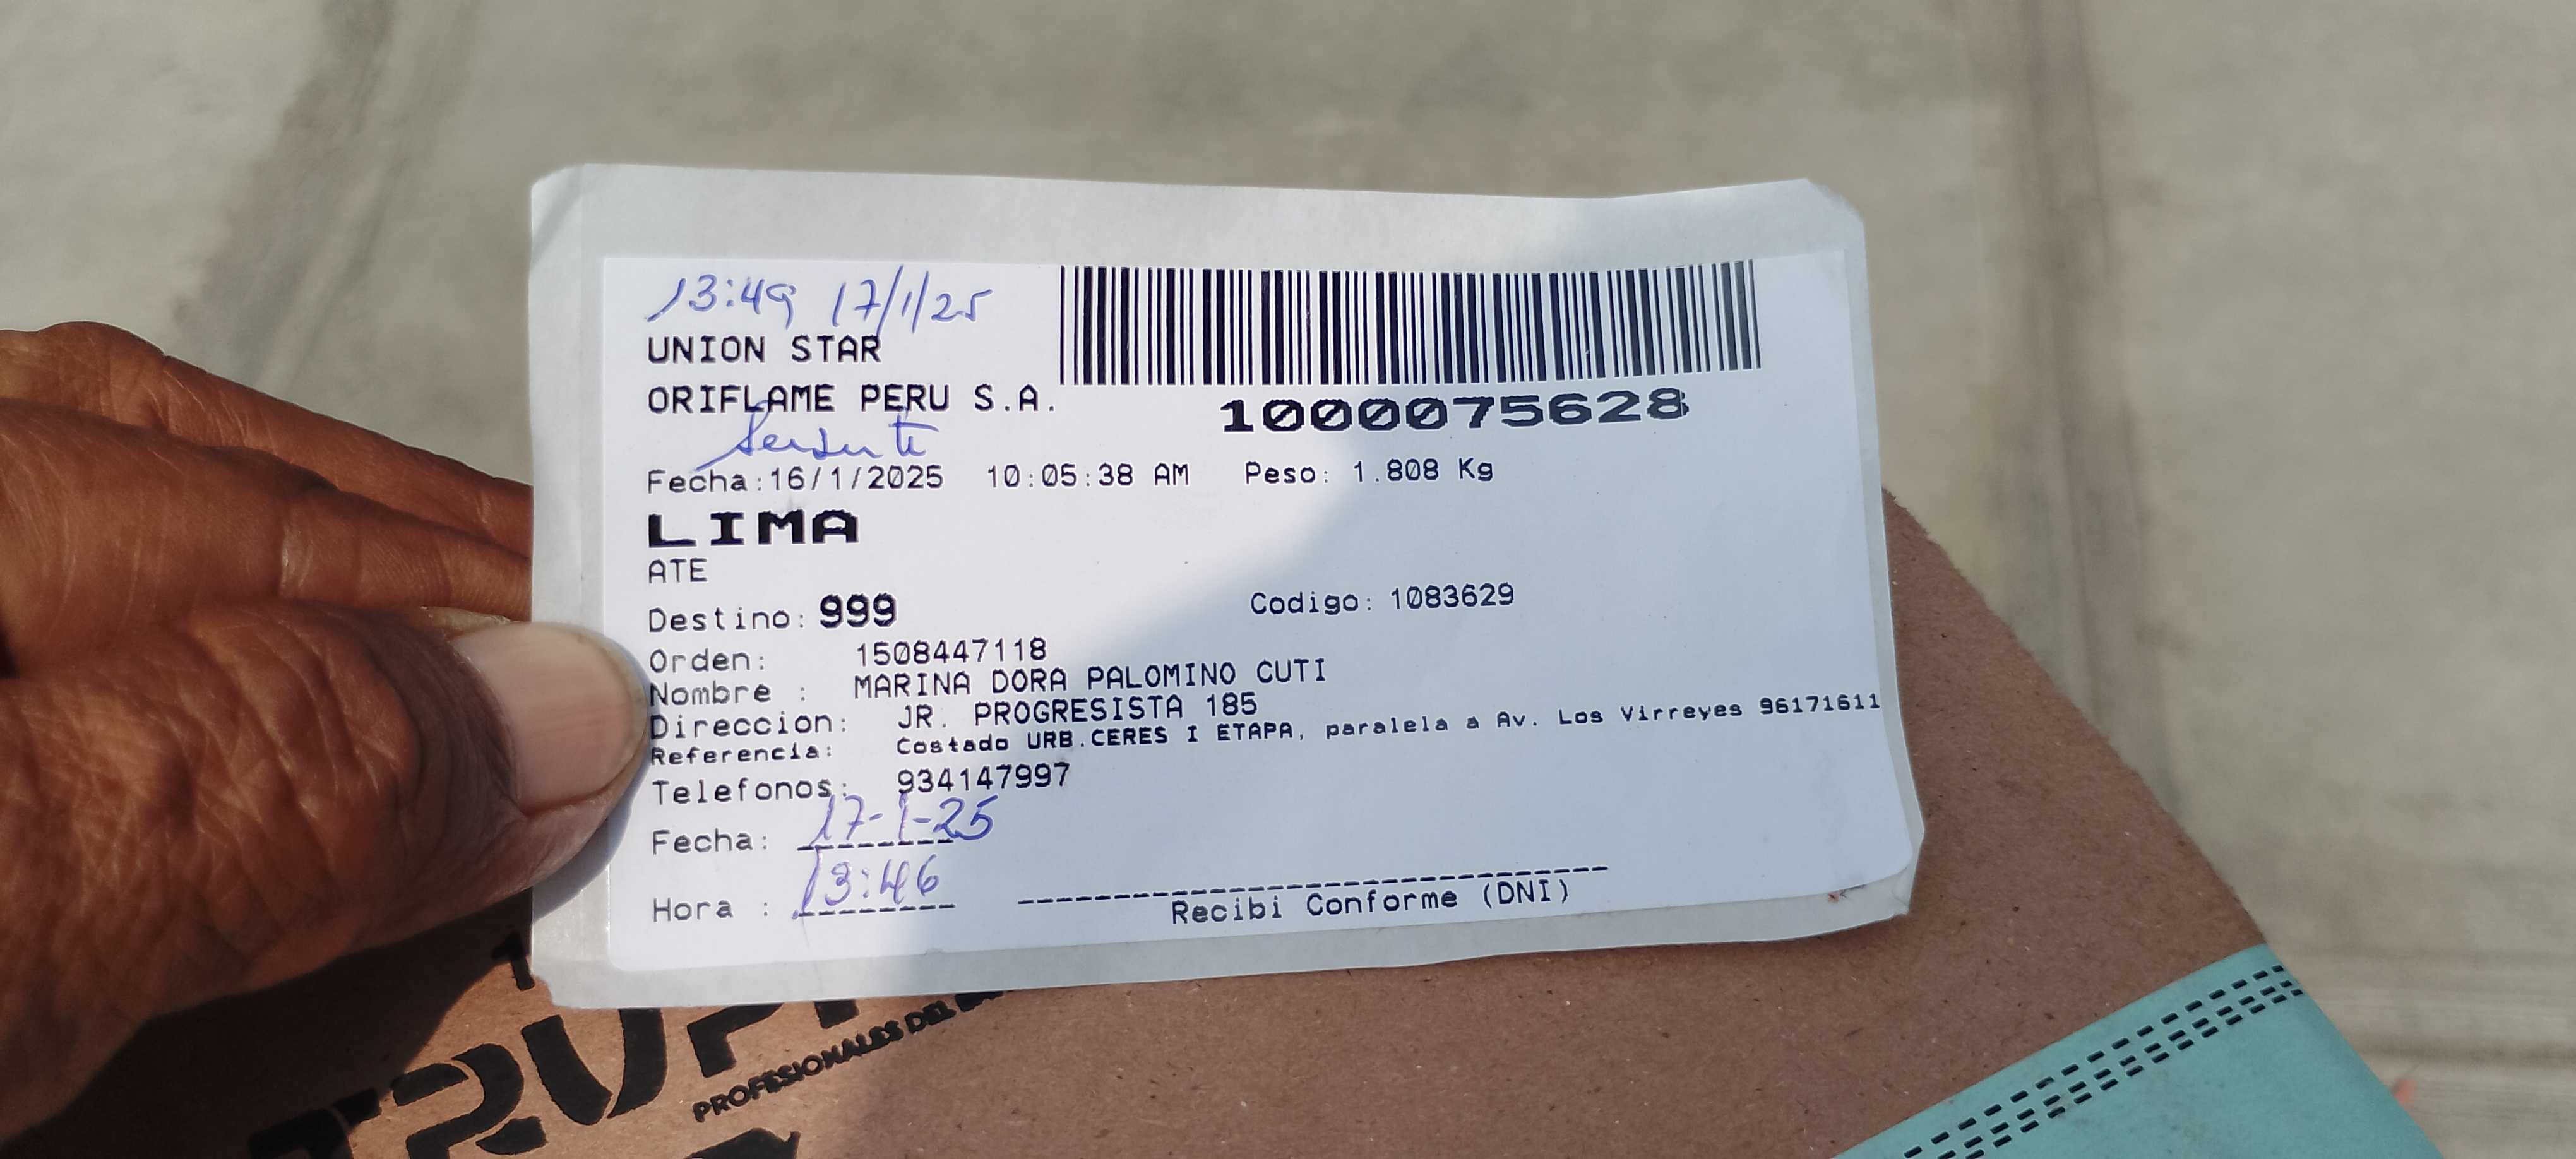 13:49 17/1/25
UNION STAR
ORIFLAME PERU S.A.
1000075628
Fecha:16/1/2025 10:05:38 AM Peso: 1.808 Kg
LIMA
ATE
Destino: 999 Codigo: 1083629
Orden: 1508447118
Nombre : MARINA DORA PALOMINO CUTI
Direccion: JR. PROGRESISTA 185
Referencia: Costado URB.CERES I ETAPA, paralela a Av. Los Virreyes 96171611
Telefonos: 934147997
Fecha: 17-1-25
Hora : 13:46
Recibi Conforme (DNI)
PROFESIONALES DEL